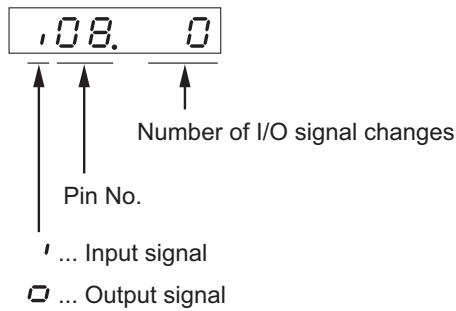 ı08. 0
Number of I/O signal changes
Pin No.
ı ... Input signal
o ... Output signal